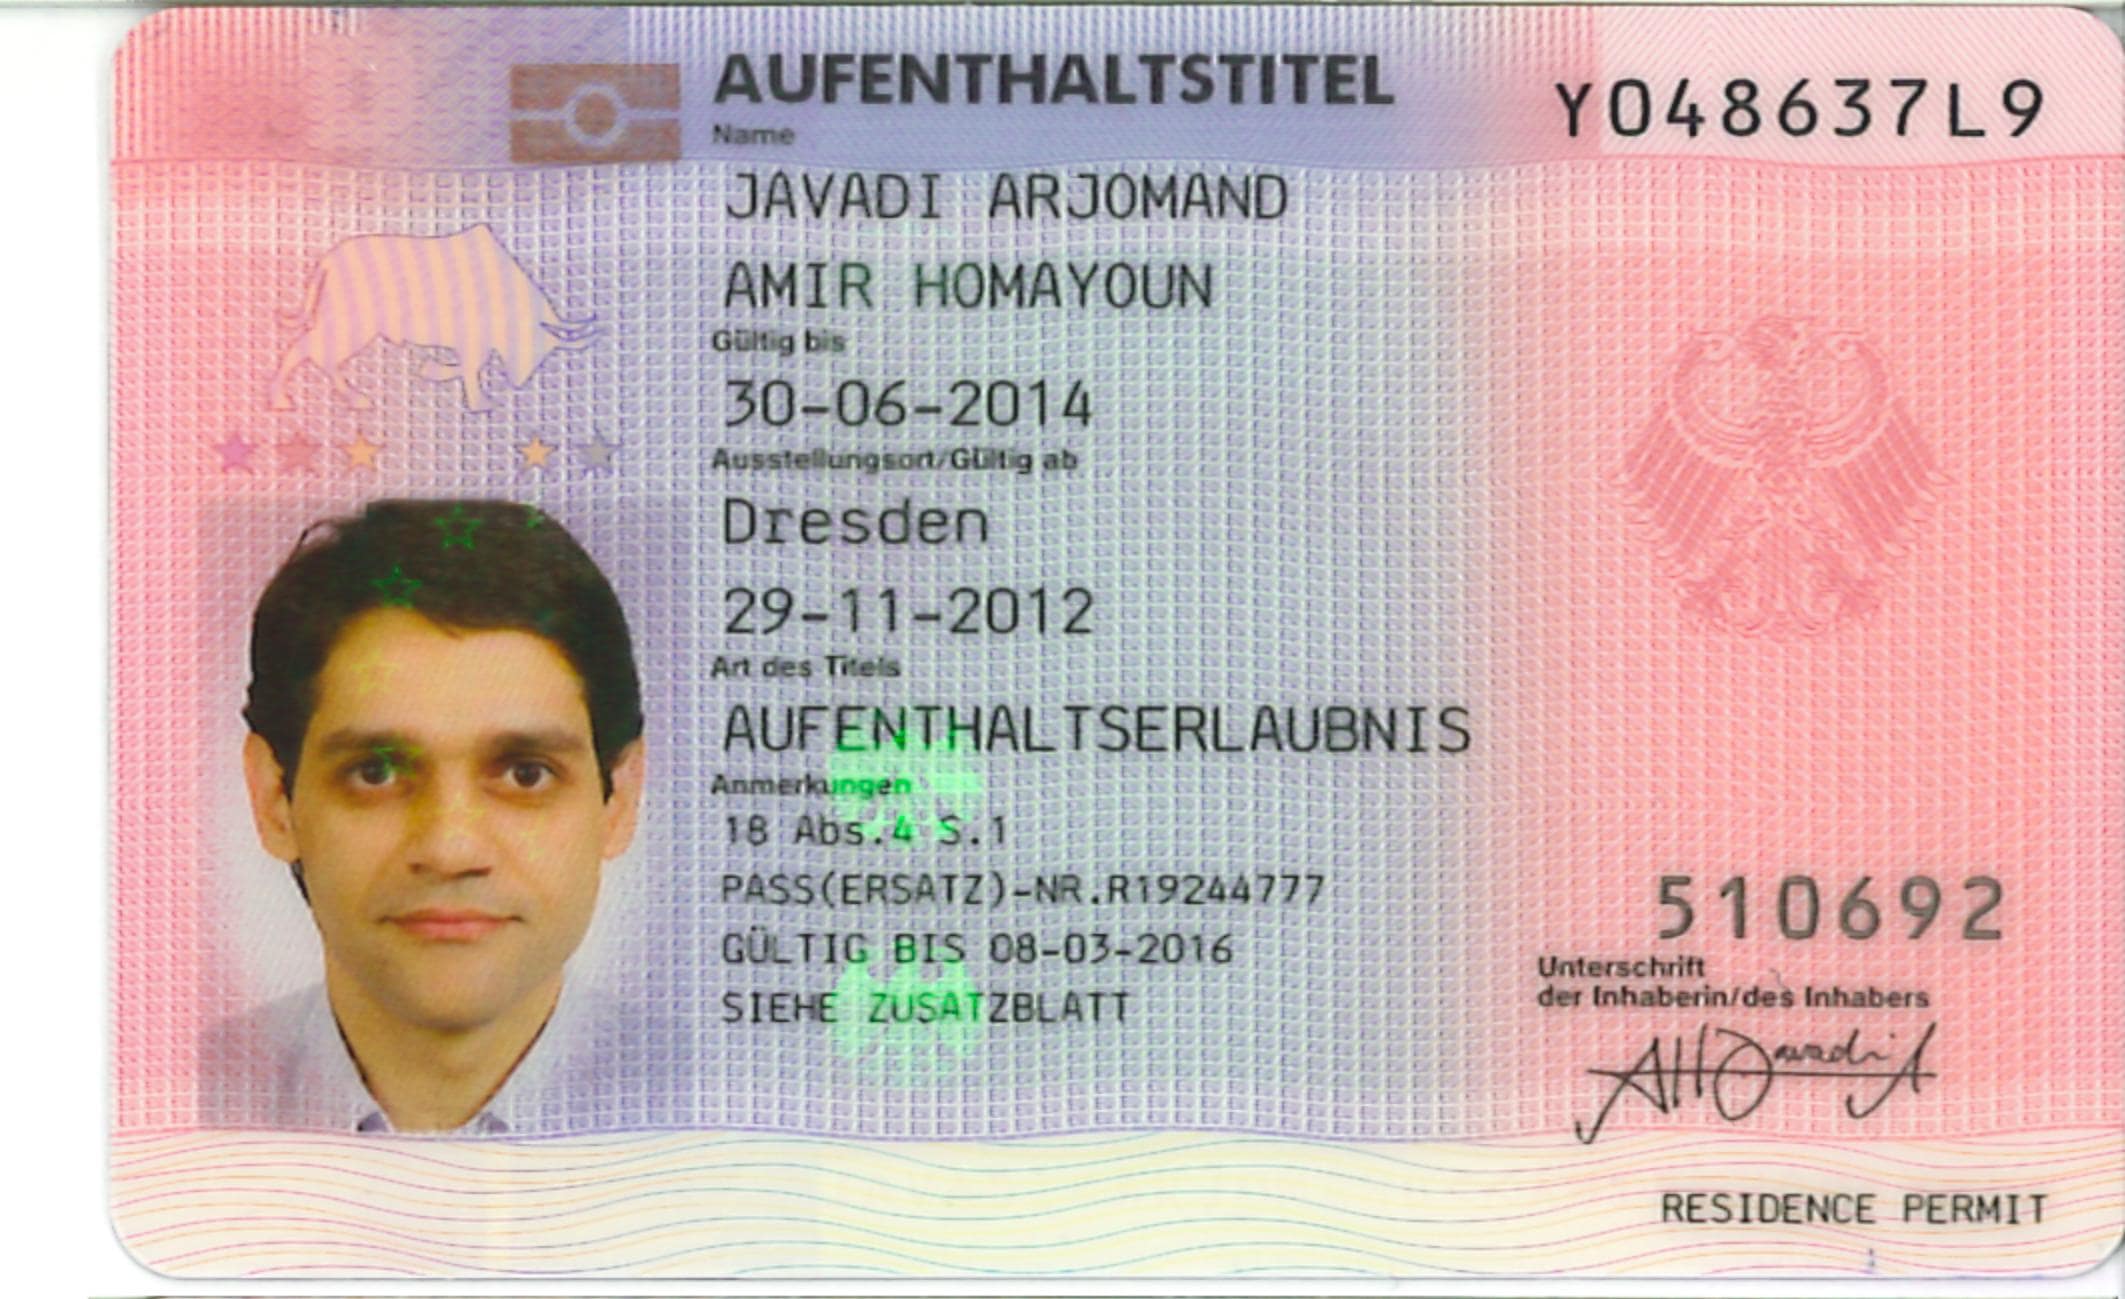 AUFENTHALTSTITEL
Y048637L9
Name
JAVADI ARJOMAND
AMIR HOMAYOUN
Gültig bis
30-06-2014
Ausstellungsort/Gültig ab
Dresden
29-11-2012
Art des Titels
AUFENTHALTSERLAUBNIS
Anmerkungen
18 Abs.4 S.1
PASS(ERSATZ)-NR.R19244777
GÜLTIG BIS 08-03-2016
SIEHE ZUSATZBLATT
510692
Unterschrift
der Inhaberin/des Inhabers
AHJavadiA
RESIDENCE PERMIT